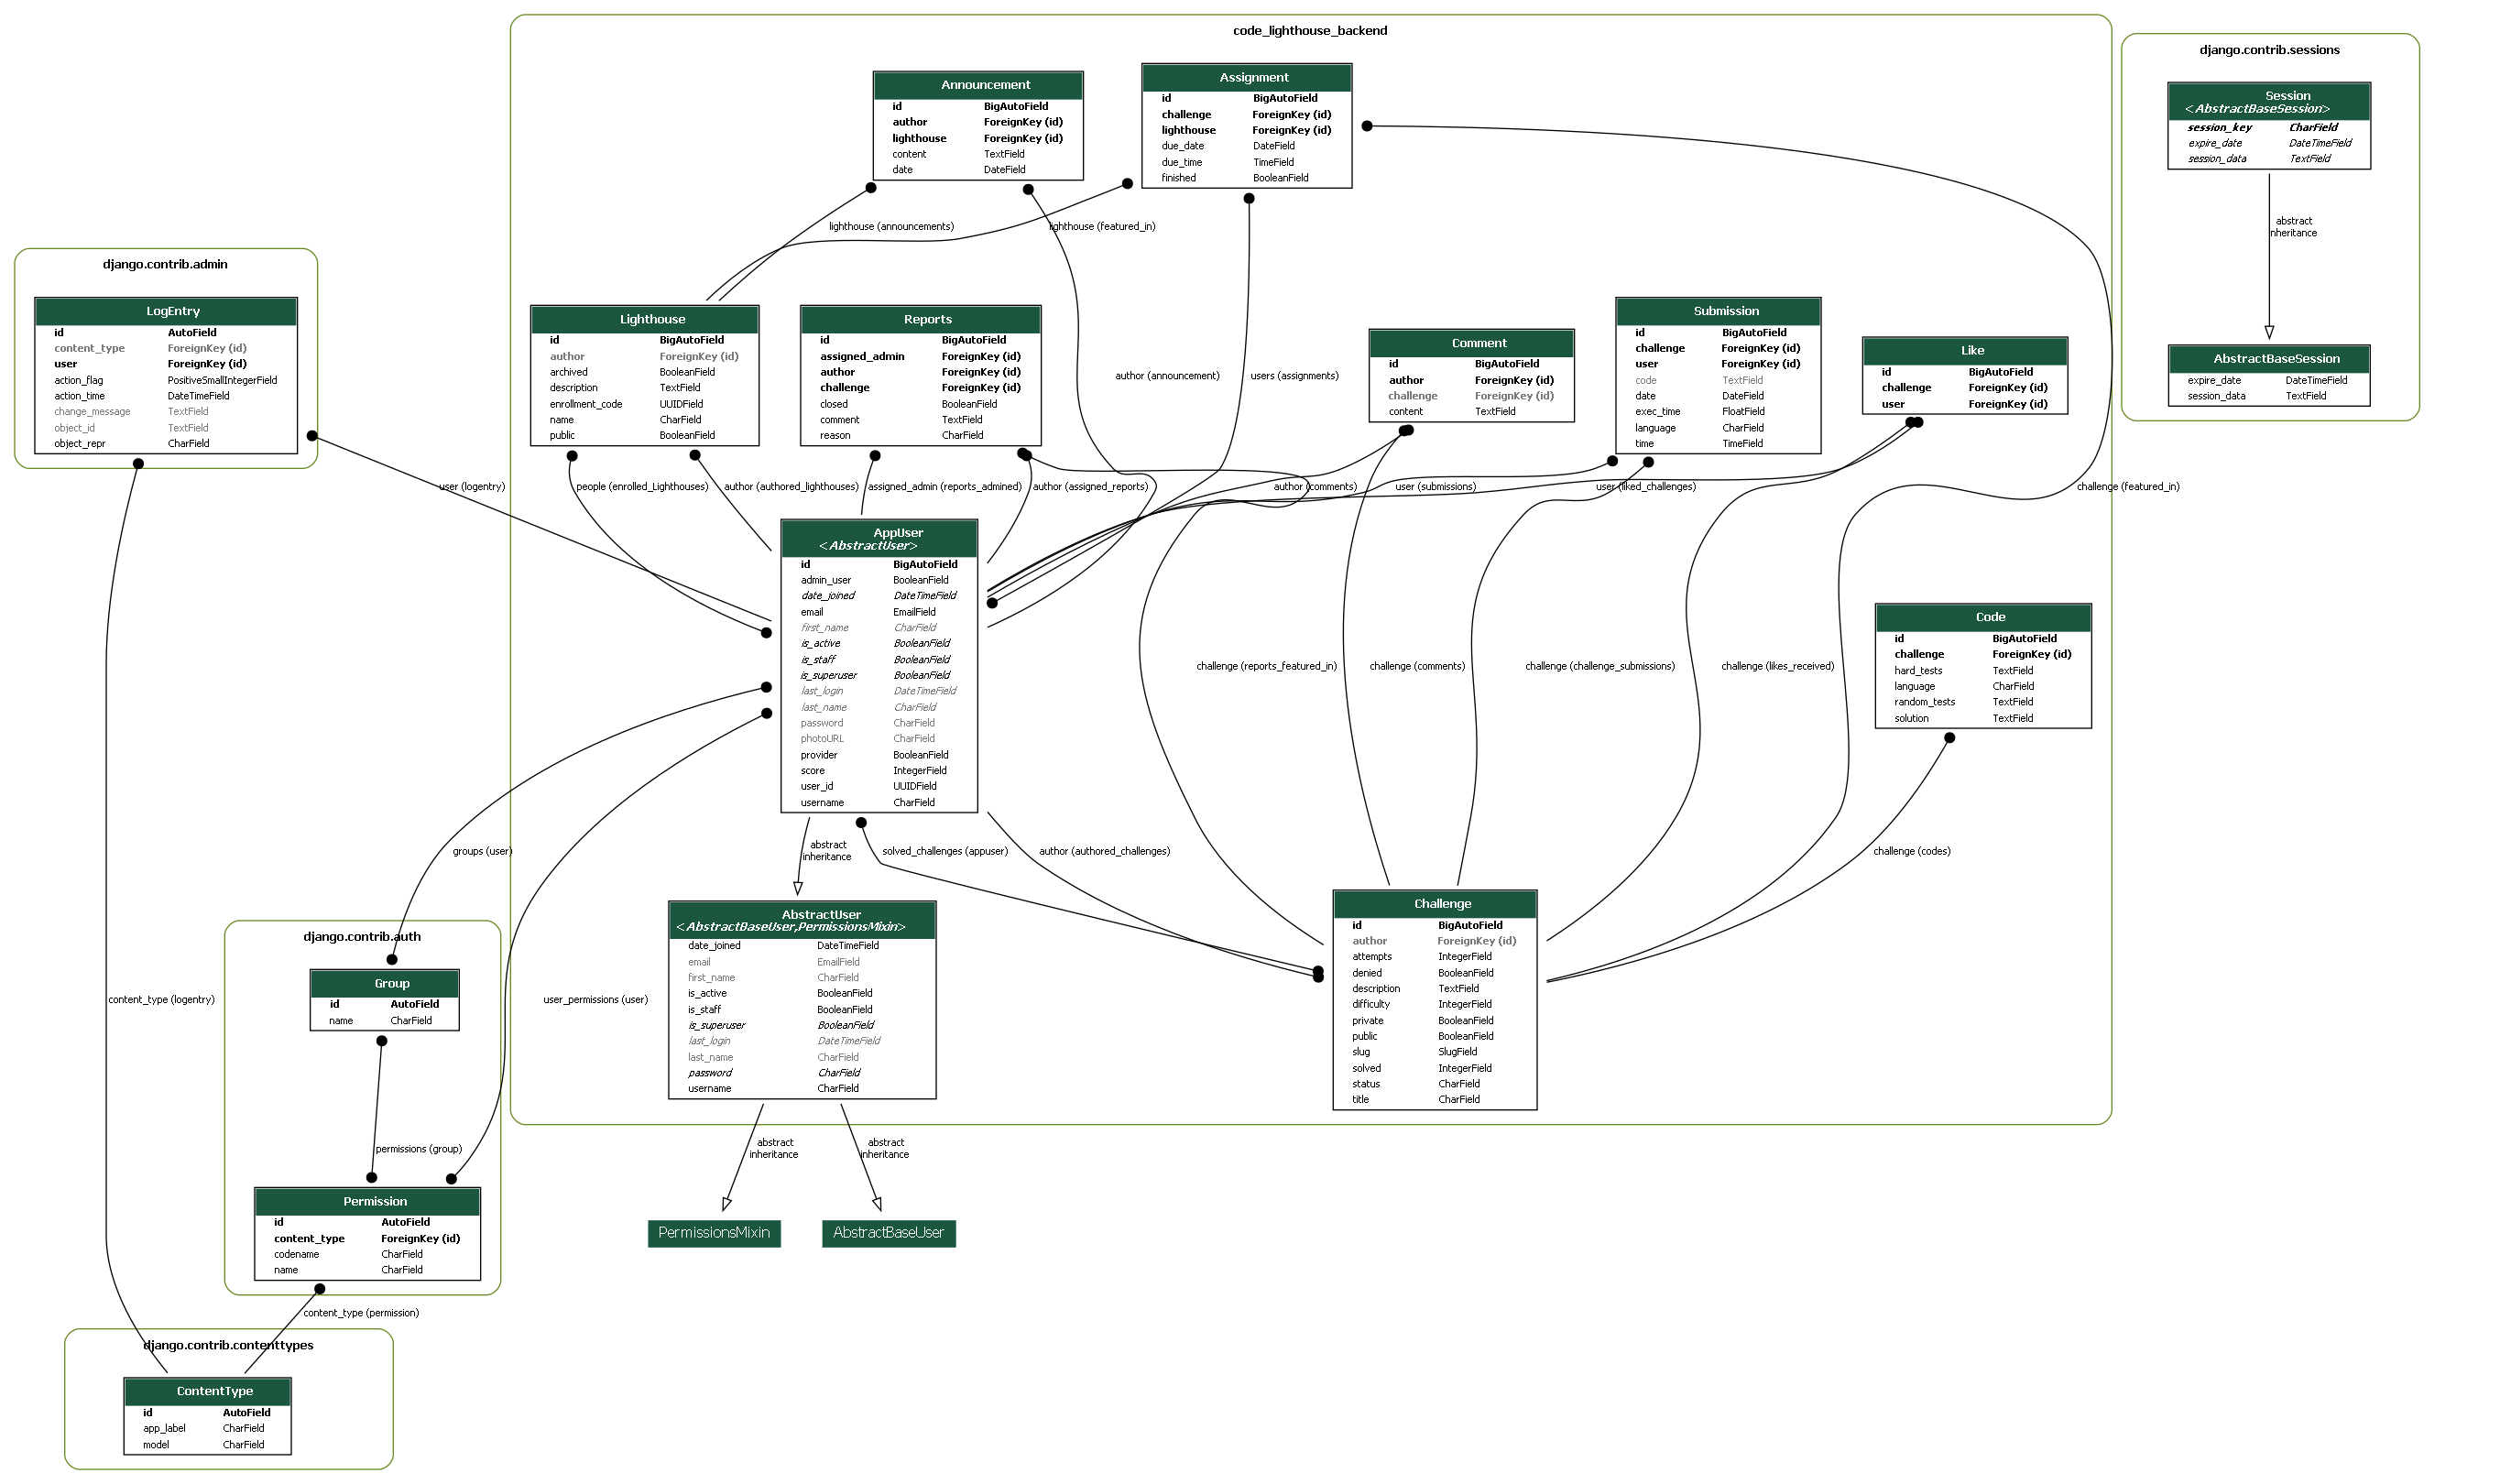 code_lighthouse_backend
Announcement
id BigAutoField
author ForeignKey (id)
lighthouse ForeignKey (id)
content TextField
date DateField
Assignment
id BigAutoField
challenge ForeignKey (id)
lighthouse ForeignKey (id)
due_date DateField
due_time TimeField
finished BooleanField
django.contrib.sessions
Session
<AbstractBaseSession>
session_key CharField
expire_date DateTimeField
session_data TextField
abstract
nheritance
AbstractBaseSession
expire_date DateTimeField
session_data TextField
lighthouse (announcements)
lighthouse (featured_in)
django.contrib.admin
LogEntry
id AutoField
content_type ForeignKey (id)
user ForeignKey (id)
action_flag PositiveSmallIntegerField
action_time DateTimeField
change_message TextField
object_id TextField
object_repr CharField
Lighthouse
id BigAutoField
author ForeignKey (id)
archived BooleanField
description TextField
enrollment_code UUIDField
name CharField
public BooleanField
Reports
id BigAutoField
assigned_admin ForeignKey (id)
author ForeignKey (id)
challenge ForeignKey (id)
closed BooleanField
comment TextField
reason CharField
author (announcement)
users (assignments)
Comment
id BigAutoField
author ForeignKey (id)
challenge ForeignKey (id)
content TextField
Submission
id BigAutoField
challenge ForeignKey (id)
user ForeignKey (id)
code TextField
date DateField
exec_time FloatField
language CharField
time TimeField
Like
id BigAutoField
challenge ForeignKey (id)
user ForeignKey (id)
user (logentry)
people (enrolled_Lighthouses)
author (authored_lighthouses)
assigned_admin (reports_admined)
author (assigned_reports)
author (comments)
user (submissions)
user (liked_challenges)
challenge (featured_in)
AppUser
<AbstractUser>
id BigAutoField
admin_user BooleanField
date_joined DateTimeField
email EmailField
first_name CharField
is_active BooleanField
is_staff BooleanField
is_superuser BooleanField
last_login DateTimeField
last_name CharField
password CharField
photoURL CharField
provider BooleanField
score IntegerField
user_id UUIDField
username CharField
challenge (reports_featured_in)
challenge (comments)
challenge (challenge_submissions)
challenge (likes_received)
Code
id BigAutoField
challenge ForeignKey (id)
hard_tests TextField
language CharField
random_tests TextField
solution TextField
groups (user)
abstract
inheritance
solved_challenges (appuser)
author (authored_challenges)
challenge (codes)
AbstractUser
<AbstractBaseUser,PermissionsMixin>
date_joined DateTimeField
email EmailField
first_name CharField
is_active BooleanField
is_staff BooleanField
is_superuser BooleanField
last_login DateTimeField
last_name CharField
password CharField
username CharField
Challenge
id BigAutoField
author ForeignKey (id)
attempts IntegerField
denied BooleanField
description TextField
difficulty IntegerField
private BooleanField
public BooleanField
slug SlugField
solved IntegerField
status CharField
title CharField
django.contrib.auth
Group
id AutoField
name CharField
content_type (logentry)
user_permissions (user)
permissions (group)
abstract
inheritance
abstract
inheritance
Permission
id AutoField
content_type ForeignKey (id)
codename CharField
name CharField
PermissionsMixin
AbstractBaseUser
content_type (permission)
django.contrib.contenttypes
ContentType
id AutoField
app_label CharField
model CharField